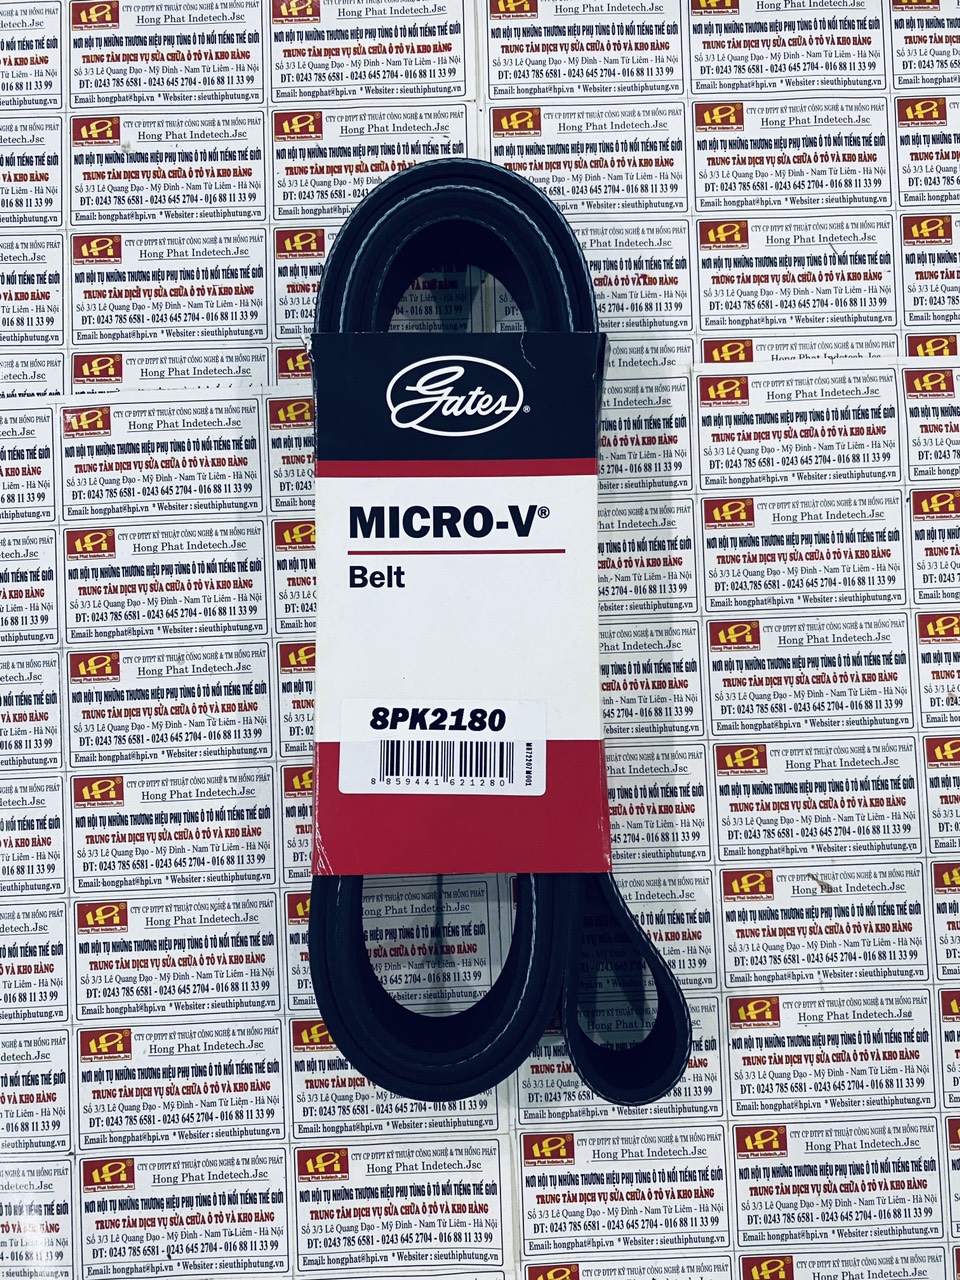 Gates®
MICRO-V®
Belt
8PK2180
8 859441 621280
CTY CP ĐTPT KỸ THUẬT CÔNG NGHỆ & TM HỒNG PHÁT
Hong Phat Indetech.Jsc
NƠI HỘI TỤ NHỮNG THƯƠNG HIỆU PHỤ TÙNG Ô TÔ NỔI TIẾNG THẾ GIỚI
TRUNG TÂM DỊCH VỤ SỬA CHỮA Ô TÔ VÀ KHO HÀNG
Số 3/3 Lê Quang Đạo - Mỹ Đình - Nam Từ Liêm - Hà Nội
ĐT: 0243 785 6581 - 0243 645 2704 - 016 88 11 33 99
Email: hongphat@hpi.vn * Websiter : sieuthiphutung.vn